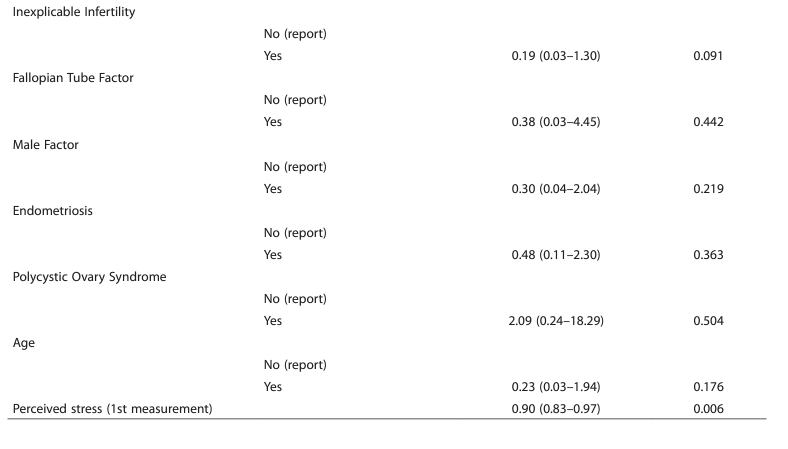 Inexplicable Infertility
No (report)
Yes 0.19 (0.03–1.30) 0.091
Fallopian Tube Factor
No (report)
Yes 0.38 (0.03–4.45) 0.442
Male Factor
No (report)
Yes 0.30 (0.04–2.04) 0.219
Endometriosis
No (report)
Yes 0.48 (0.11–2.30) 0.363
Polycystic Ovary Syndrome
No (report)
Yes 2.09 (0.24–18.29) 0.504
Age
No (report)
Yes 0.23 (0.03–1.94) 0.176
Perceived stress (1st measurement) 0.90 (0.83–0.97) 0.006